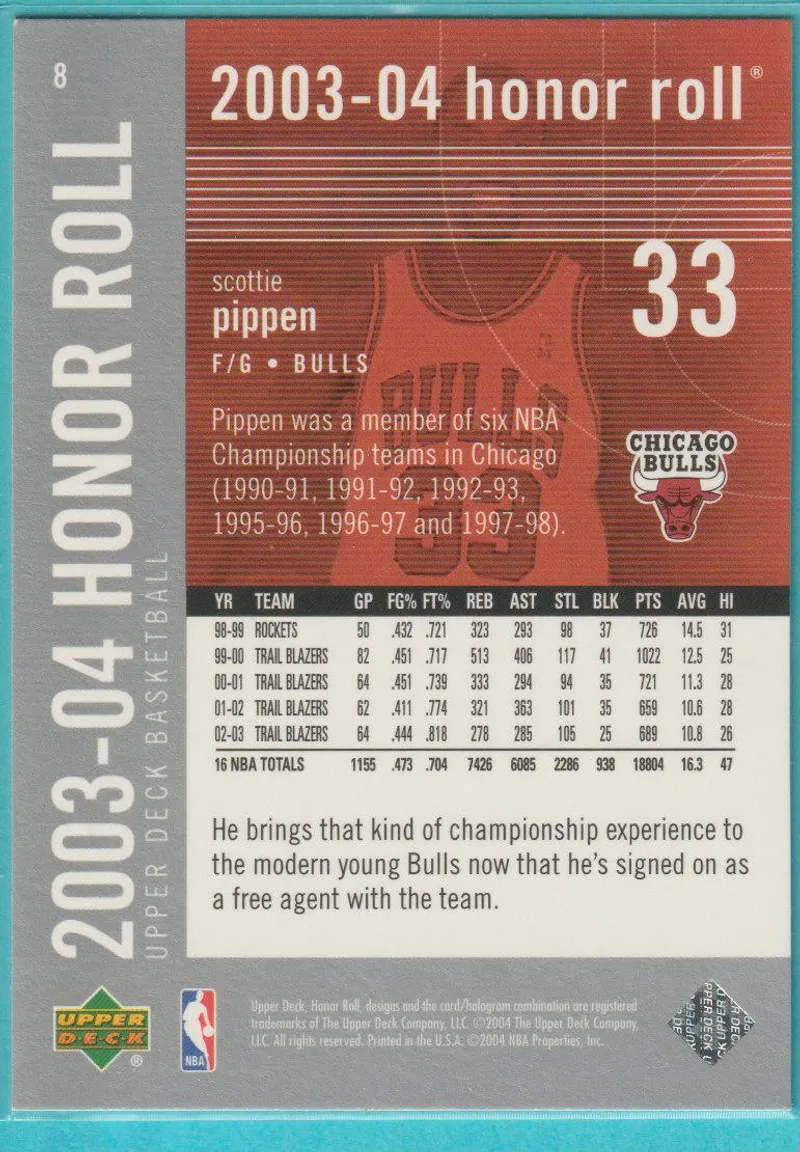 8
2003-04 honor roll®
2003-04 HONOR ROLL
UPPER DECK BASKETBALL
33
scottie
pippen
F/G • BULLS
BULLS
33
Pippen was a member of six NBA
Championship teams in Chicago
(1990-91, 1991-92, 1992-93,
1995-96, 1996-97 and 1997-98).
CHICAGO
BULLS
YR TEAM GP FG% FT% REB AST STL BLK PTS AVG HI
98-99 ROCKETS 50 .432 .721 323 293 98 37 726 14.5 31
99-00 TRAIL BLAZERS 82 .451 .717 513 406 117 41 1022 12.5 25
00-01 TRAIL BLAZERS 64 .451 .739 333 294 94 35 721 11.3 28
01-02 TRAIL BLAZERS 62 .411 .774 321 363 101 35 659 10.6 28
02-03 TRAIL BLAZERS 64 .444 .818 278 285 105 25 689 10.8 26
16 NBA TOTALS 1155 .473 .704 7426 6085 2286 938 18804 16.3 47
He brings that kind of championship experience to
the modern young Bulls now that he's signed on as
a free agent with the team.
UPPER
DECK
®
NBA
Upper Deck, Honor Roll, designs and the card/hologram combination are registered
trademarks of The Upper Deck Company, LLC. ©2004 The Upper Deck Company,
LLC. All rights reserved. Printed in the U.S.A. ©2004 NBA Properties, Inc.
UPPER DECK